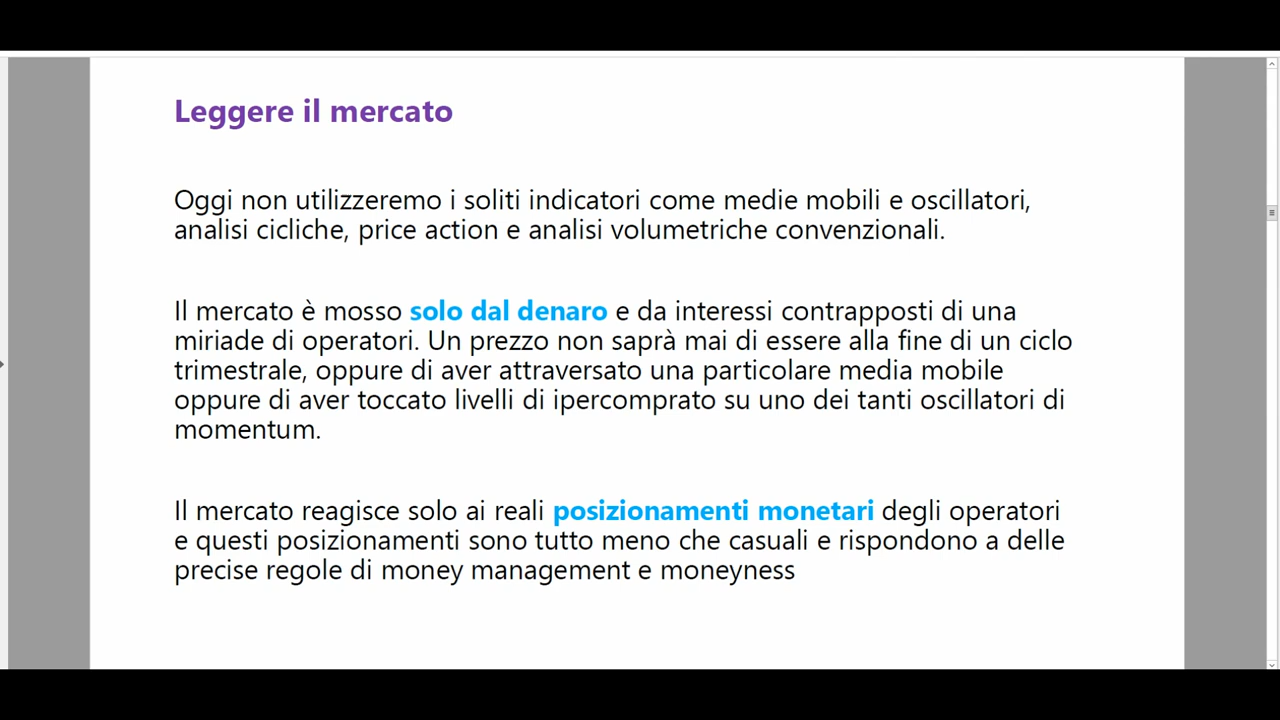 Leggere il mercato
Oggi non utilizzeremo i soliti indicatori come medie mobili e oscillatori,
analisi cicliche, price action e analisi volumetriche convenzionali.
Il mercato è mosso solo dal denaro e da interessi contrapposti di una
miriade di operatori. Un prezzo non saprà mai di essere alla fine di un ciclo
trimestrale, oppure di aver attraversato una particolare media mobile
oppure di aver toccato livelli di ipercomprato su uno dei tanti oscillatori di
momentum.
Il mercato reagisce solo ai reali posizionamenti monetari degli operatori
e questi posizionamenti sono tutto meno che casuali e rispondono a delle
precise regole di money management e moneyness